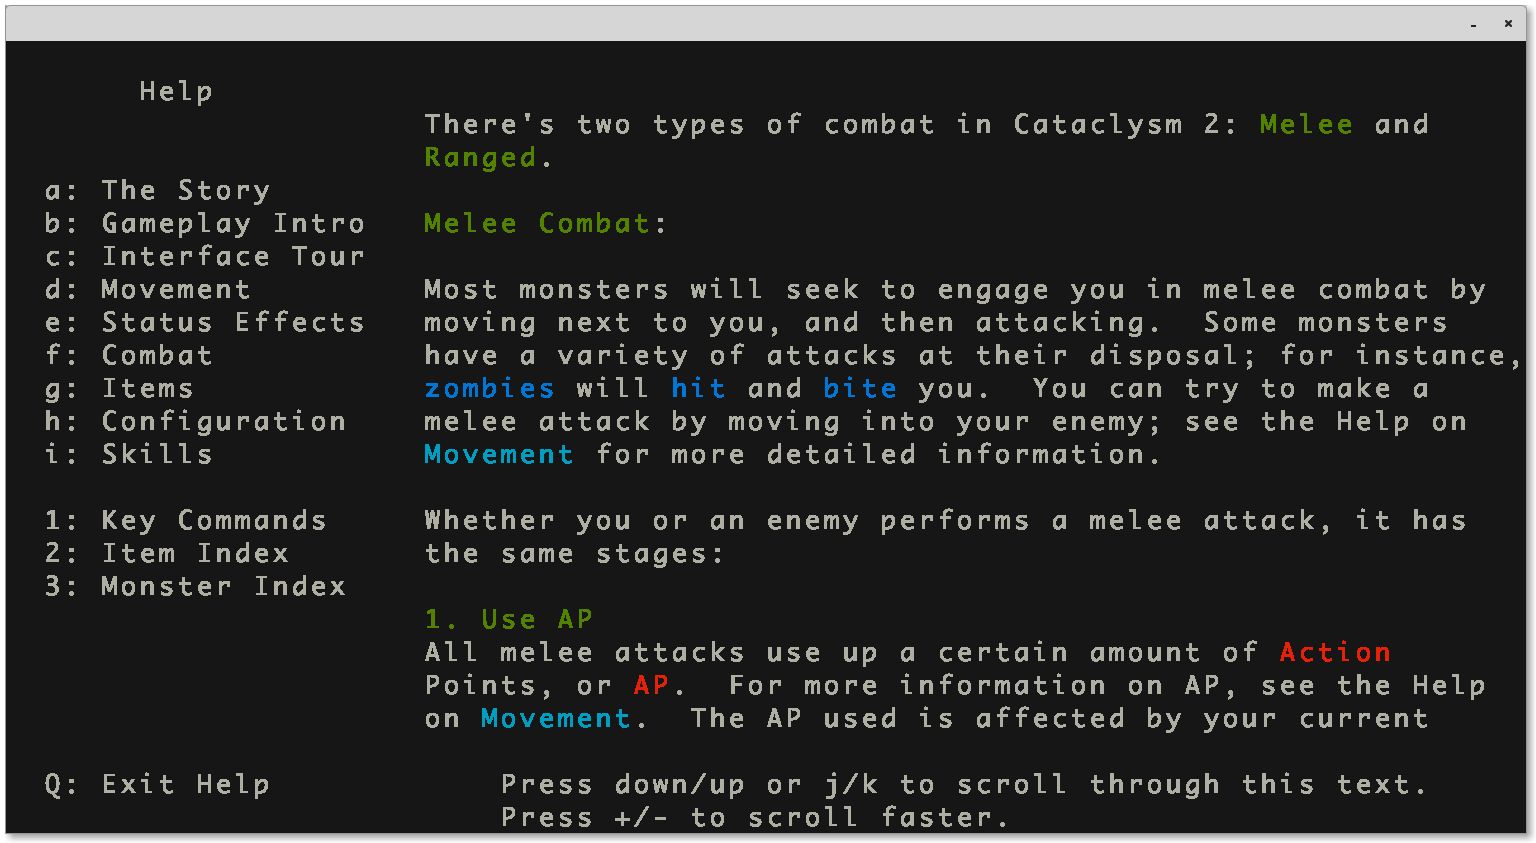 Help
There's two types of combat in Cataclysm 2: Melee and
Ranged.
a: The Story
b: Gameplay Intro
c: Interface Tour
d: Movement
e: Status Effects
f: Combat
g: Items
h: Configuration
i: Skills
1: Key Commands
2: Item Index
3: Monster Index
Melee Combat:
Most monsters will seek to engage you in melee combat by
moving next to you, and then attacking.  Some monsters
have a variety of attacks at their disposal; for instance,
zombies will hit and bite you.  You can try to make a
melee attack by moving into your enemy; see the Help on
Movement for more detailed information.
Whether you or an enemy performs a melee attack, it has
the same stages:
1. Use AP
All melee attacks use up a certain amount of Action
Points, or AP.  For more information on AP, see the Help
on Movement.  The AP used is affected by your current
Q: Exit Help
Press down/up or j/k to scroll through this text.
Press +/- to scroll faster.